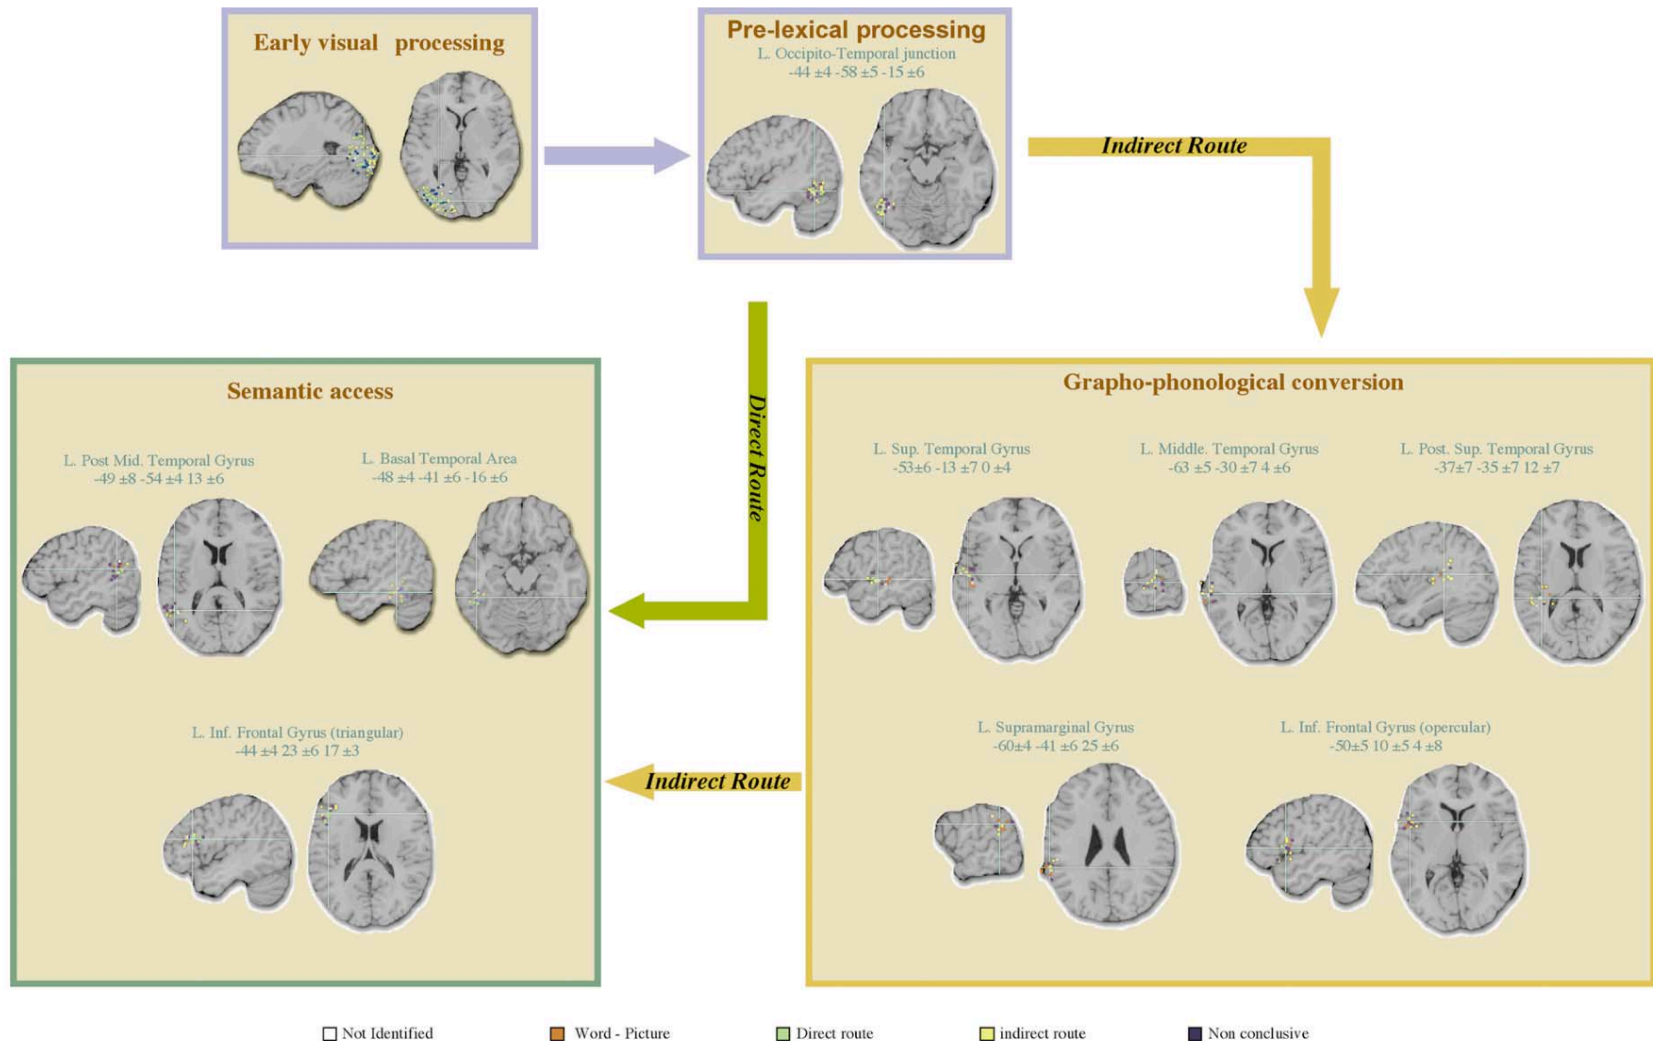 Early visual processing
Pre-lexical processing
L. Occipito-Temporal junction
-44 ±4 -58 ±5 -15 ±6
Indirect Route
Direct Route
Semantic access
L. Post Mid. Temporal Gyrus
-49 ±8 -54 ±4 13 ±6
L. Basal Temporal Area
-48 ±4 -41 ±6 -16 ±6
L. Inf. Frontal Gyrus (triangular)
-44 ±4 23 ±6 17 ±3
Indirect Route
Grapho-phonological conversion
L. Sup. Temporal Gyrus
-53±6 -13 ±7 0 ±4
L. Middle. Temporal Gyrus
-63 ±5 -30 ±7 4 ±6
L. Post. Sup. Temporal Gyrus
-37±7 -35 ±7 12 ±7
L. Supramarginal Gyrus
-60±4 -41 ±6 25 ±6
L. Inf. Frontal Gyrus (opercular)
-50±5 10 ±5 4 ±8
Not Identified Word - Picture Direct route indirect route Non conclusive